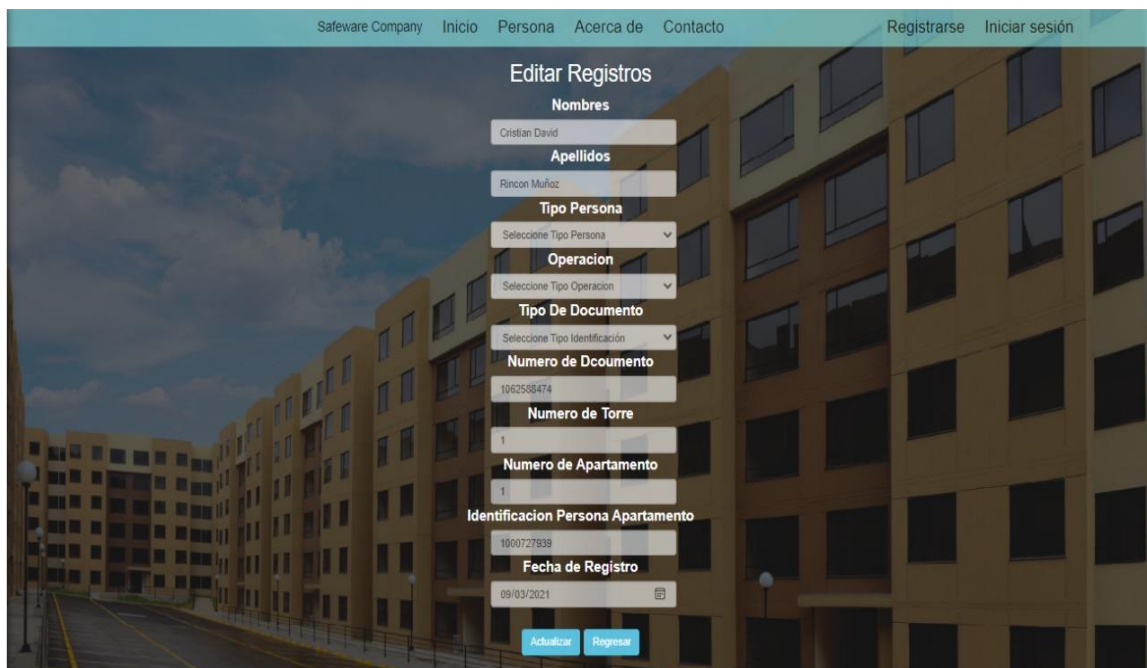 Safeware Company Inicio Persona Acerca de Contacto Registrarse Iniciar sesión
Editar Registros
Nombres
Cristian David
Apellidos
Rincon Muñoz
Tipo Persona
Seleccione Tipo Persona
Operacion
Seleccione Tipo Operacion
Tipo De Documento
Seleccione Tipo Identificación
Numero de Dcoumento
1062588474
Numero de Torre
1
Numero de Apartamento
1
Identificacion Persona Apartamento
1000727939
Fecha de Registro
09/03/2021
Actualizar Regresar